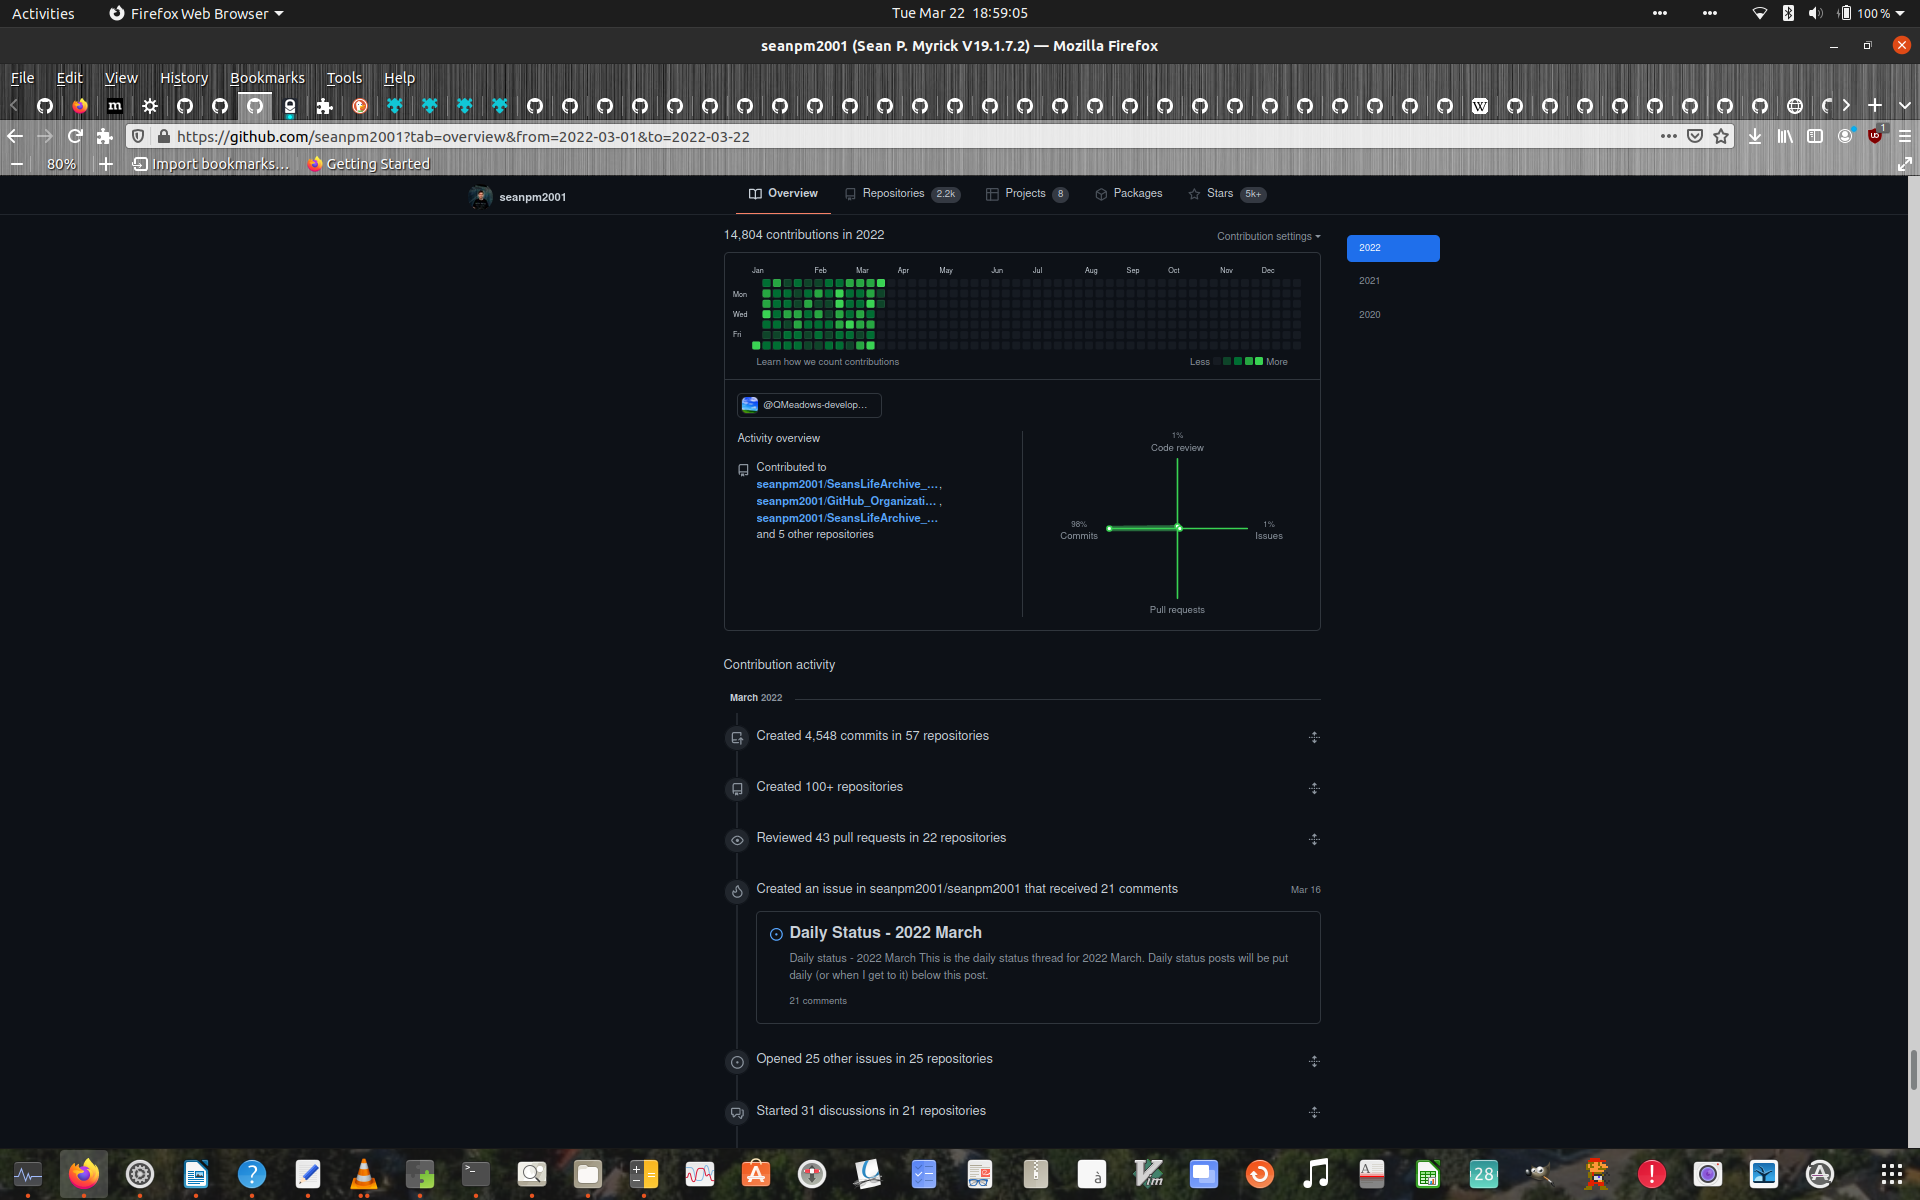 Activities Firefox Web Browser Tue Mar 22 18:59:05 100 %
seanpm2001 (Sean P. Myrick V19.1.7.2) — Mozilla Firefox
File Edit View History Bookmarks Tools Help
https://github.com/seanpm2001?tab=overview&from=2022-03-01&to=2022-03-22
80% Import bookmarks... Getting Started
seanpm2001 Overview Repositories 2.2k Projects 8 Packages Stars 5k+
14,804 contributions in 2022 Contribution settings
2022
2021
2020
Jan Feb Mar Apr May Jun Jul Aug Sep Oct Nov Dec
Mon
Wed
Fri
Learn how we count contributions Less More
@QMeadows-develop...
Activity overview
Contributed to
seanpm2001/SeansLifeArchive_...,
seanpm2001/GitHub_Organizati... ,
seanpm2001/SeansLifeArchive_...
and 5 other repositories
1%
Code review
98%
Commits
1%
Issues
Pull requests
Contribution activity
March 2022
Created 4,548 commits in 57 repositories
Created 100+ repositories
Reviewed 43 pull requests in 22 repositories
Created an issue in seanpm2001/seanpm2001 that received 21 comments Mar 16
Daily Status - 2022 March
Daily status - 2022 March This is the daily status thread for 2022 March. Daily status posts will be put
daily (or when I get to it) below this post.
21 comments
Opened 25 other issues in 25 repositories
Started 31 discussions in 21 repositories
28